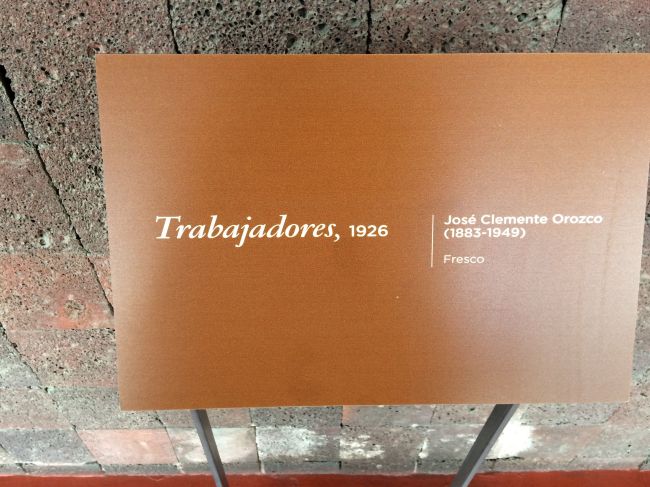 Trabajadores, 1926
José Clemente Orozco
(1883-1949)
Fresco